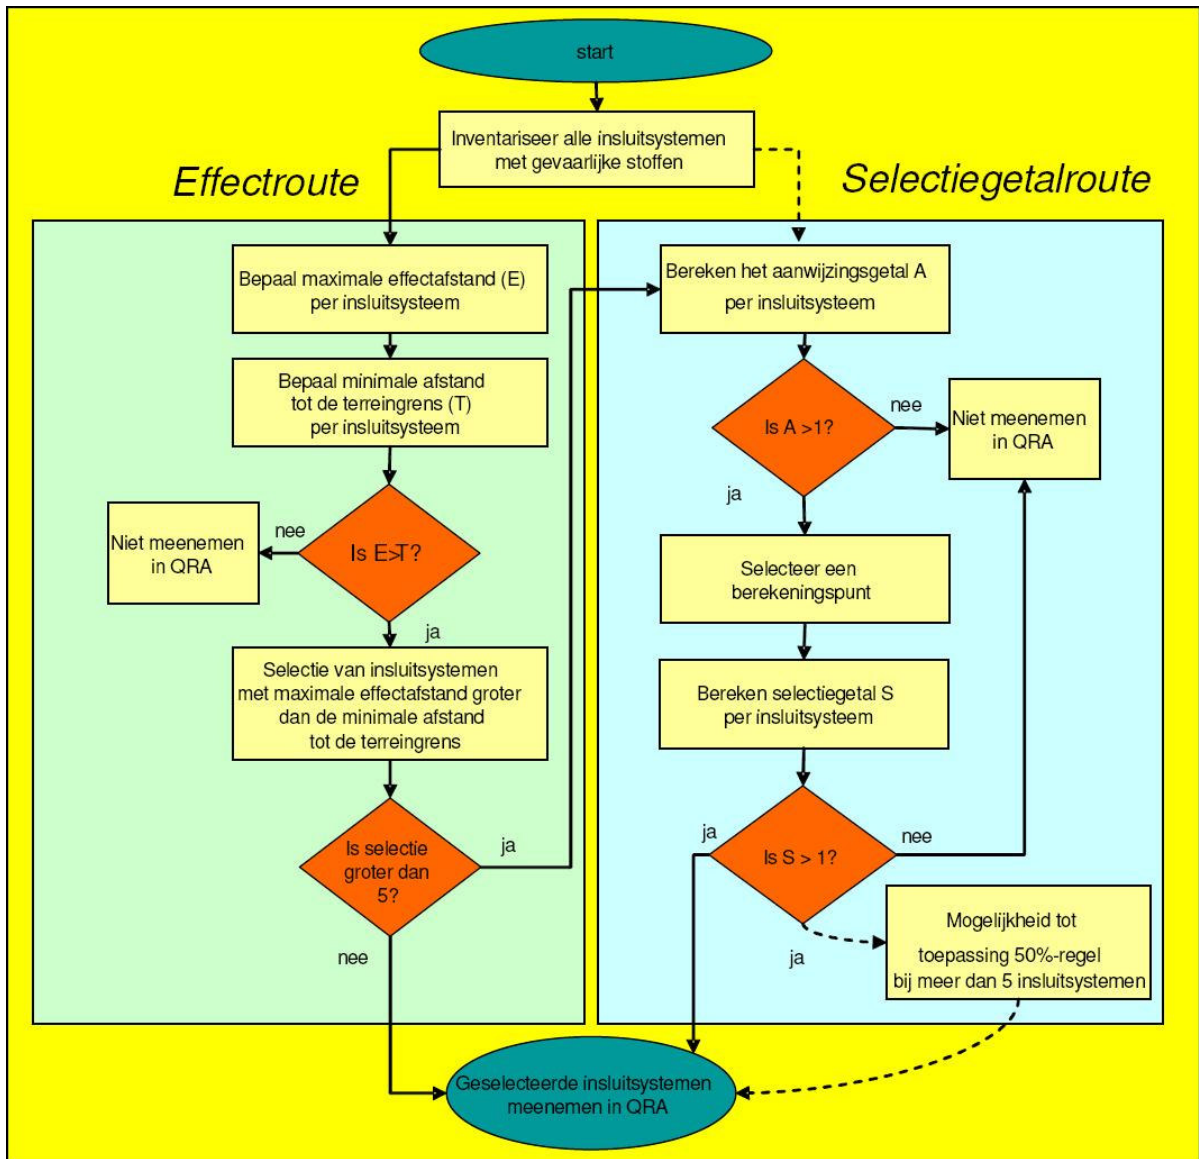 start
Inventariseer alle insluitsystemen
met gevaarlijke stoffen
Effectroute
Selectiegetalroute
Bepaal maximale effectafstand (E)
per insluitsysteem
Bepaal minimale afstand
tot de terreingrens (T)
per insluitsysteem
Is E>T?
nee
Niet meenemen
in QRA
ja
Selectie van insluitsystemen
met maximale effectafstand groter
dan de minimale afstand
tot de terreingrens
Is selectie
groter dan
5?
ja
nee
Bereken het aanwijzingsgetal A
per insluitsysteem
Is A >1?
nee
Niet meenemen
in QRA
ja
Selecteer een
berekeningspunt
Bereken selectiegetal S
per insluitsysteem
Is S > 1?
ja
nee
ja
Mogelijkheid tot
toepassing 50%-regel
bij meer dan 5 insluitsystemen
Geselecteerde insluitsystemen
meenemen in QRA